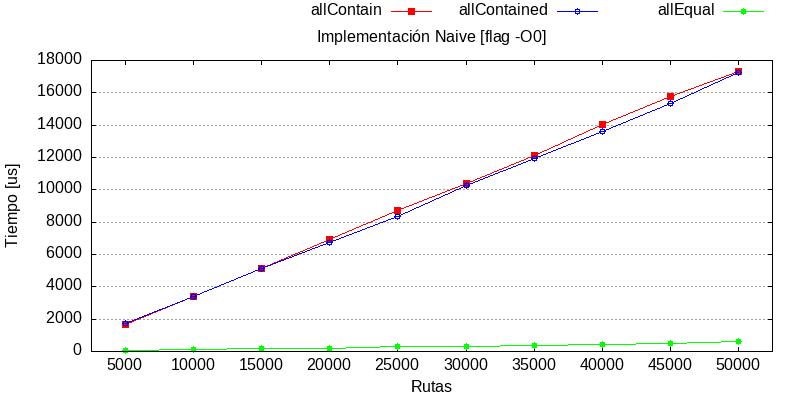 allContain allContained allEqual
Implementación Naive [flag -O0]
18000
16000
14000
12000
10000
8000
6000
4000
2000
0
Tiempo [us]
5000 10000 15000 20000 25000 30000 35000 40000 45000 50000
Rutas